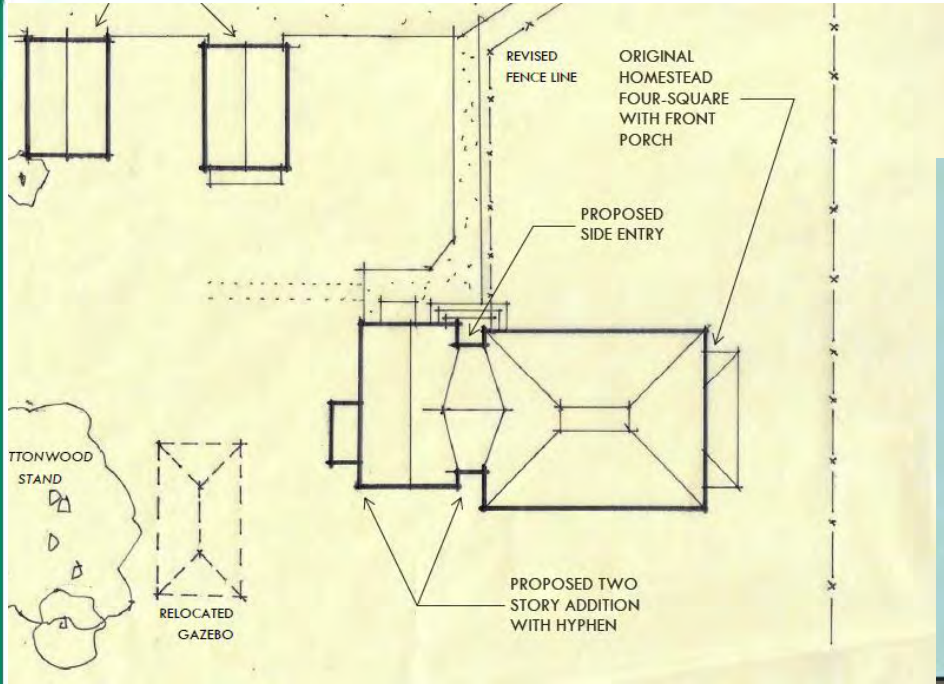 REVISED
FENCE LINE
ORIGINAL
HOMESTEAD
FOUR-SQUARE
WITH FRONT
PORCH
PROPOSED
SIDE ENTRY
TTONWOOD
STAND
RELOCATED
GAZEBO
PROPOSED TWO
STORY ADDITION
WITH HYPHEN